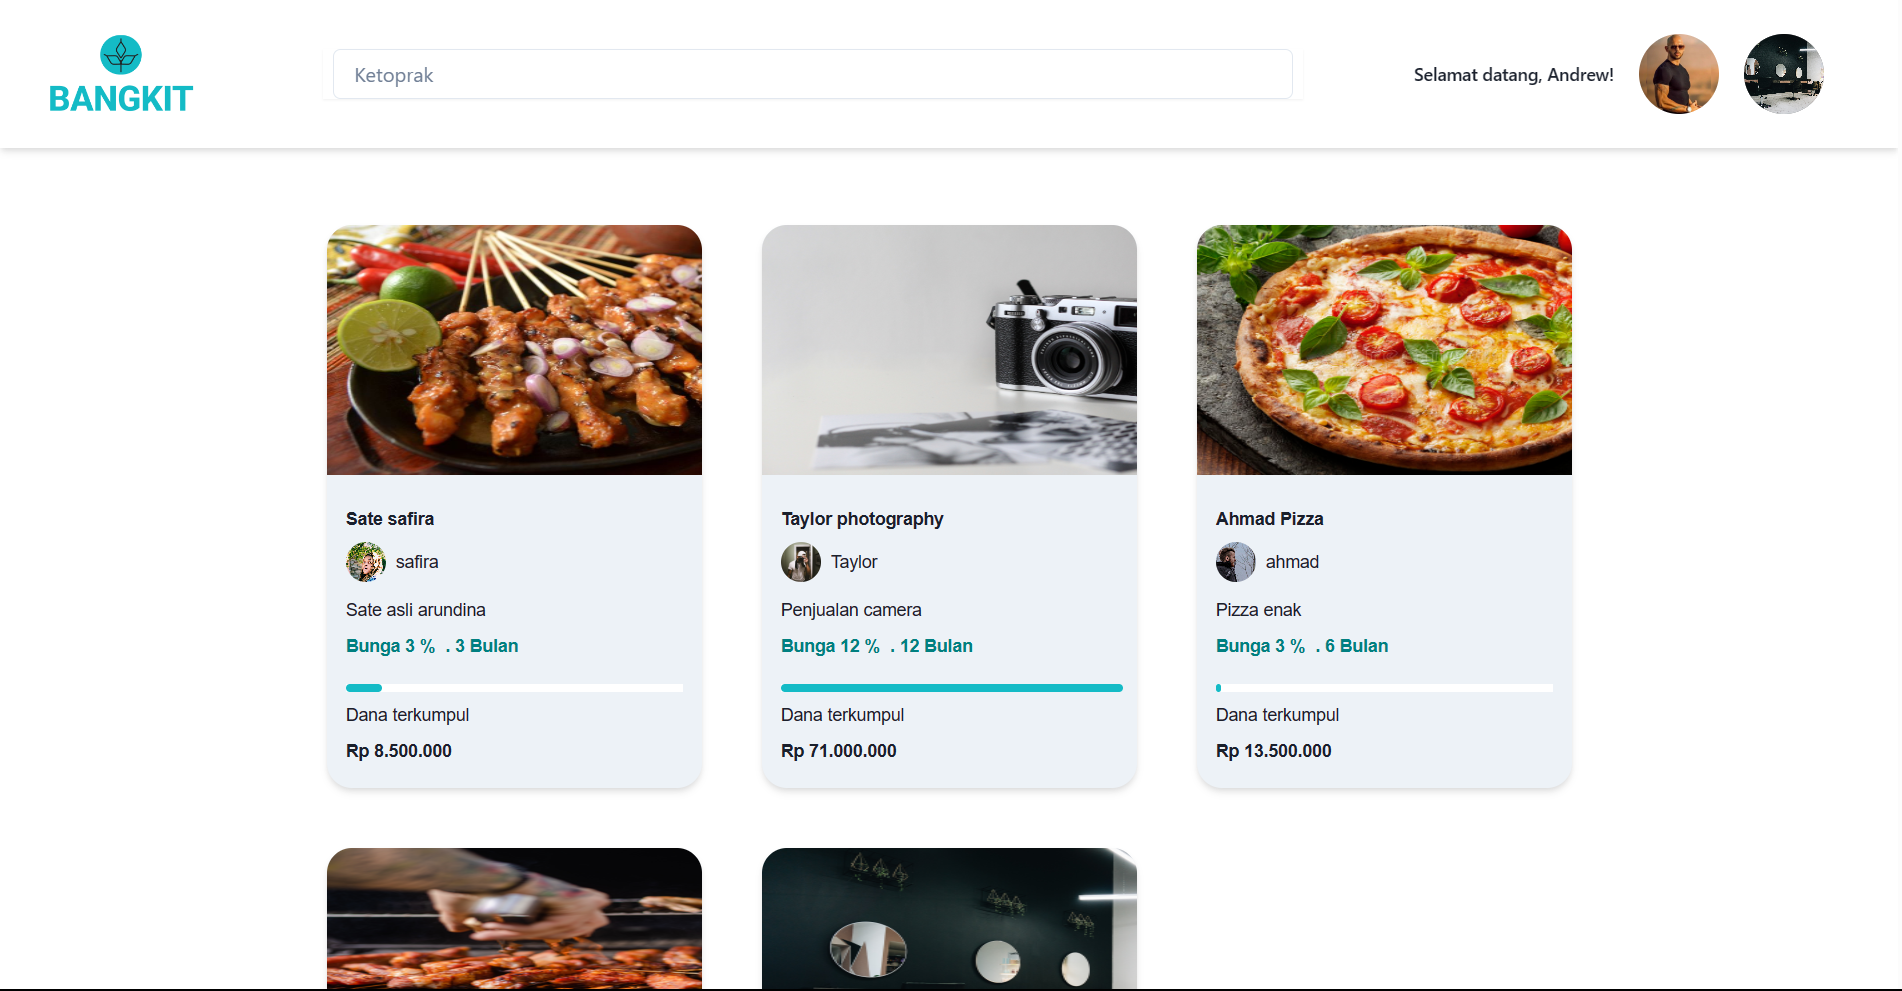 BANGKIT
Ketoprak
Selamat datang, Andrew!
Sate safira
safira
Sate asli arundina
Bunga 3 % . 3 Bulan
Dana terkumpul
Rp 8.500.000
Taylor photography
Taylor
Penjualan camera
Bunga 12 % . 12 Bulan
Dana terkumpul
Rp 71.000.000
Ahmad Pizza
ahmad
Pizza enak
Bunga 3 % . 6 Bulan
Dana terkumpul
Rp 13.500.000